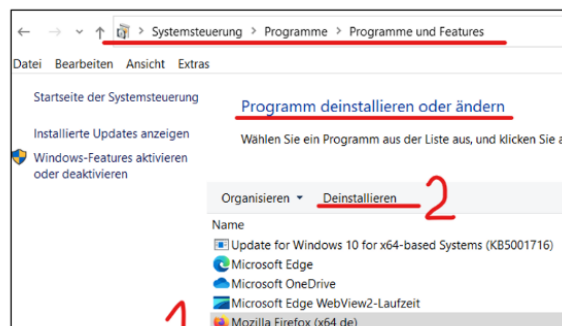 Systemsteuerung > Programme > Programme und Features
Datei Bearbeiten Ansicht Extras
Startseite der Systemsteuerung
Installierte Updates anzeigen
Windows-Features aktivieren
oder deaktivieren
Programm deinstallieren oder ändern
Wählen Sie ein Programm aus der Liste aus, und klicken Sie a
Organisieren Deinstallieren 2
Name
Update for Windows 10 for x64-based Systems (KB5001716)
Microsoft Edge
Microsoft OneDrive
Microsoft Edge WebView2-Laufzeit
1 Mozilla Firefox (x64 de)